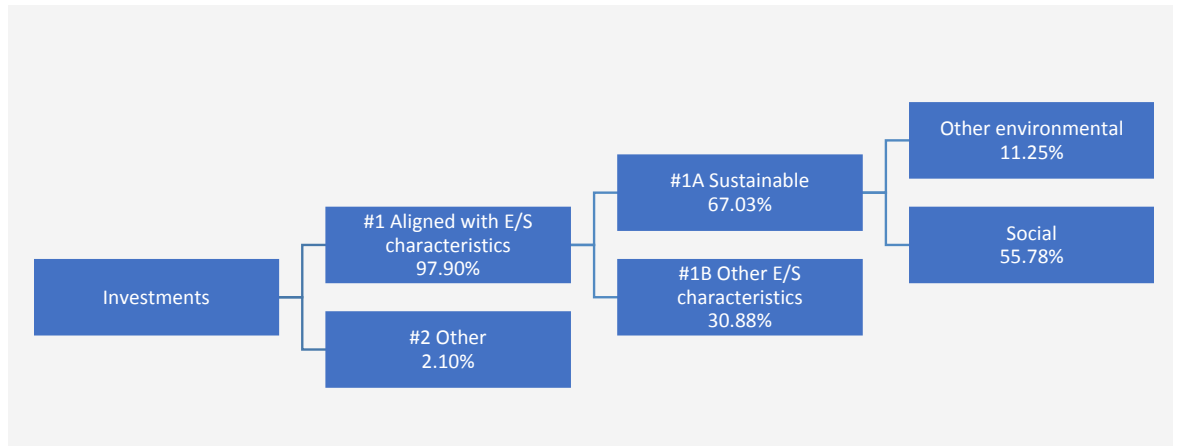 Investments
#1 Aligned with E/S
characteristics
97.90%
#2 Other
2.10%
#1A Sustainable
67.03%
#1B Other E/S
characteristics
30.88%
Other environmental
11.25%
Social
55.78%